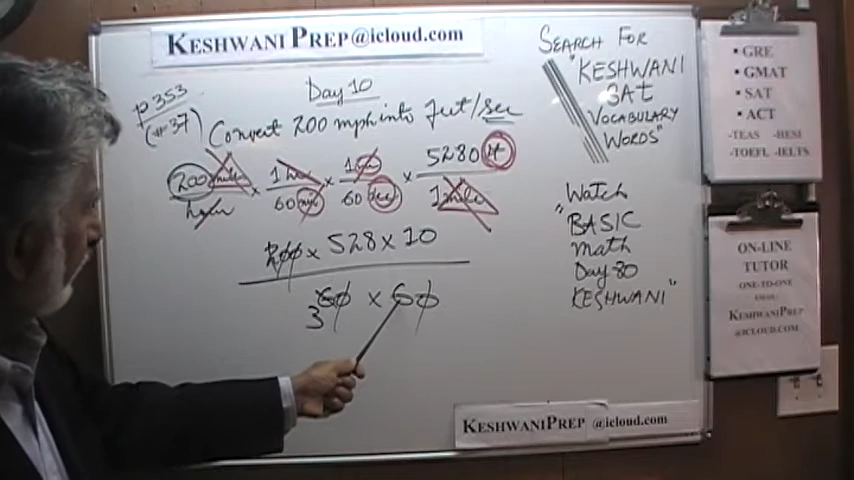 KESHWANI PREP@icloud.com
Day 10
p 353
(# 37)
Convert 200 mph into feet/sec
200 miles × 1 hour × 1 min × 5280 ft
hour 60 min 60 sec 1 mile
200 × 528 × 10
60 × 60
3
SEARCH FOR
"KESHWANI
SAT
VOCABULARY
WORDS"
Watch
"BASIC
math
Day 80
KESHWANI"
KESHWANIPREP @icloud.com
• GRE
• GMAT
• SAT
• ACT
-TEAS -HESI
-TOEFL -IELTS
ON-LINE
TUTOR
ONE-TO-ONE
KESHWANIPREP
@ICLOUD.COM